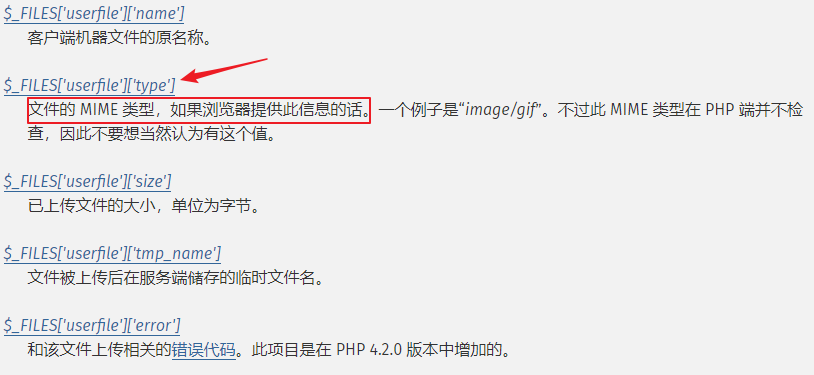 $_FILES['userfile']['name']
客户端机器文件的原名称。
$_FILES['userfile']['type']
文件的 MIME 类型，如果浏览器提供此信息的话。一个例子是“image/gif”。不过此 MIME 类型在 PHP 端并不检
查，因此不要想当然认为有这个值。
$_FILES['userfile']['size']
已上传文件的大小，单位为字节。
$_FILES['userfile']['tmp_name']
文件被上传后在服务端储存的临时文件名。
$_FILES['userfile']['error']
和该文件上传相关的错误代码。此项目是在 PHP 4.2.0 版本中增加的。